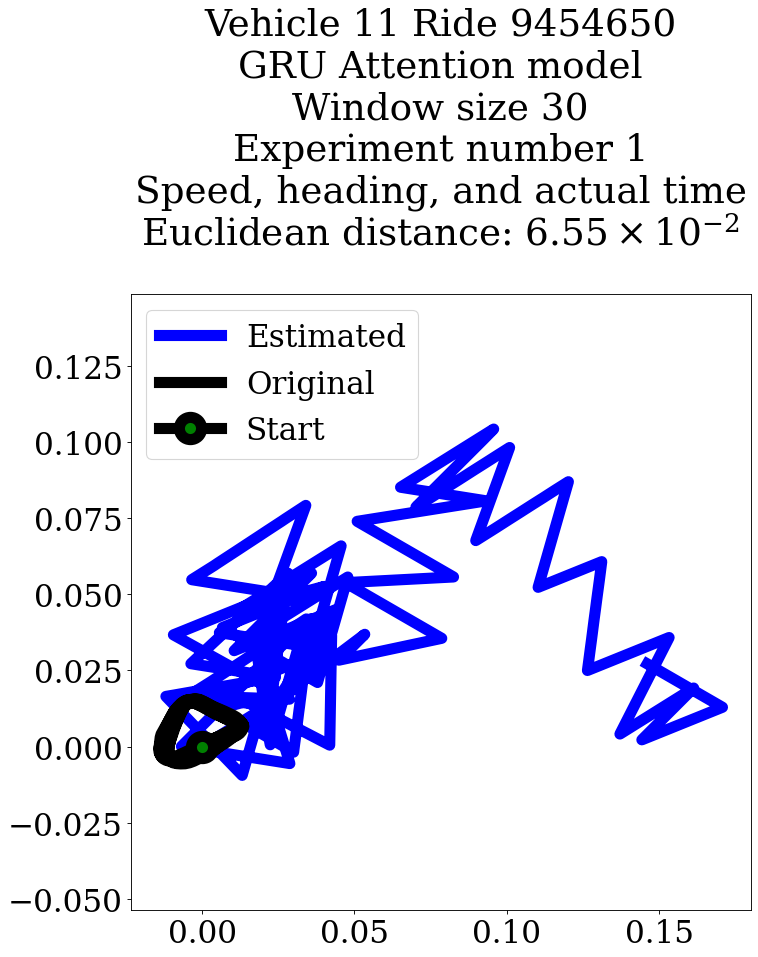 Vehicle 11 Ride 9454650
GRU Attention model
Window size 30
Experiment number 1
Speed, heading, and actual time
Euclidean distance: 6.55 × 10⁻²
Estimated
Original
Start
0.125
0.100
0.075
0.050
0.025
0.000
−0.025
−0.050
0.00 0.05 0.10 0.15